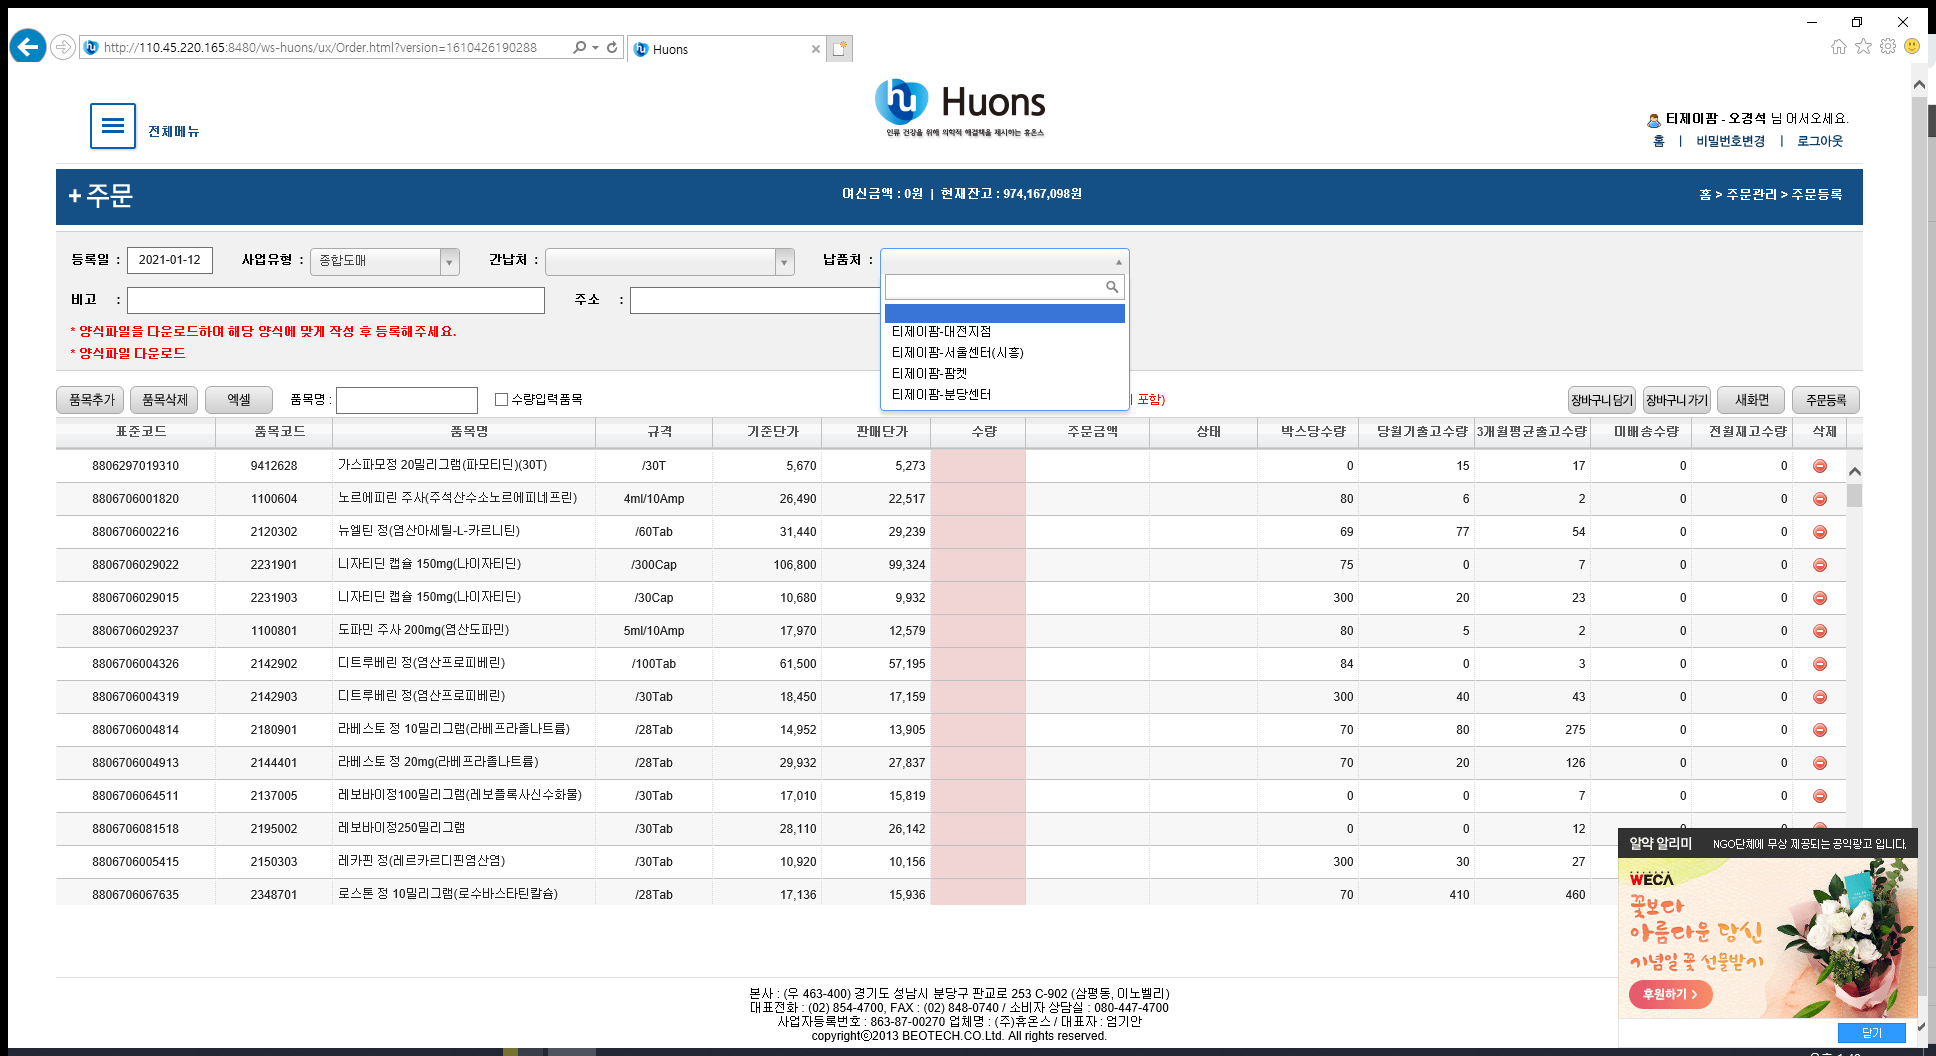 http://110.45.220.165:8480/ws-huons/ux/Order.html?version=1610426190288
Huons
전체메뉴
Huons
인류 건강을 위해 의학적 해결책을 제시하는 휴온스
티제이팜 - 오경석 님 어서오세요.
홈 | 비밀번호변경 | 로그아웃
+ 주문
여신금액 : 0원 | 현재잔고 : 974,167,098원
홈 > 주문관리 > 주문등록
등록일 : 2021-01-12 사업유형 : 종합도매 간납처 : 납품처 :
비고 : 주소 :
티제이팜-대전지점
티제이팜-서울센터(시흥)
티제이팜-팜켓
티제이팜-분당센터
* 양식파일을 다운로드하여 해당 양식에 맞게 작성 후 등록해주세요.
* 양식파일 다운로드
품목추가 품목삭제 엑셀 품목명 : 수량입력품목 포함) 장바구니담기 장바구니가기 새화면 주문등록
표준코드 품목코드 품목명 규격 기준단가 판매단가 수량 주문금액 상태 박스당수량 당월기출고수량 3개월평균출고수량 미배송수량 전월재고수량 삭제
8806297019310 9412628 가스파모정 20밀리그램(파모티딘)(30T) /30T 5,670 5,273 0 15 17 0 0
8806706001820 1100604 노르에피린 주사(주석산수소노르에피네프린) 4ml/10Amp 26,490 22,517 80 6 2 0 0
8806706002216 2120302 뉴엘틴 정(염산아세틸-L-카르니틴) /60Tab 31,440 29,239 69 77 54 0 0
8806706029022 2231901 니자티딘 캡슐 150mg(나이자티딘) /300Cap 106,800 99,324 75 0 7 0 0
8806706029015 2231903 니자티딘 캡슐 150mg(나이자티딘) /30Cap 10,680 9,932 300 20 23 0 0
8806706029237 1100801 도파민 주사 200mg(염산도파민) 5ml/10Amp 17,970 12,579 80 5 2 0 0
8806706004326 2142902 디트루베린 정(염산프로피베린) /100Tab 61,500 57,195 84 0 3 0 0
8806706004319 2142903 디트루베린 정(염산프로피베린) /30Tab 18,450 17,159 300 40 43 0 0
8806706004814 2180901 라베스토 정 10밀리그램(라베프라졸나트륨) /28Tab 14,952 13,905 70 80 275 0 0
8806706004913 2144401 라베스토 정 20mg(라베프라졸나트륨) /28Tab 29,932 27,837 70 20 126 0 0
8806706064511 2137005 레보바이정100밀리그램(레보플록사신수화물) /30Tab 17,010 15,819 0 0 7 0 0
8806706081518 2195002 레보바이정250밀리그램 /30Tab 28,110 26,142 0 0 12
8806706005415 2150303 레카핀 정(레르카르디핀염산염) /30Tab 10,920 10,156 300 30 27
8806706067635 2348701 로스톤 정 10밀리그램(로수바스타틴칼슘) /28Tab 17,136 15,936 70 410 460
알약 알리미 NGO단체에 무상 제공되는 공익광고 입니다.
WECA
꽃보다
아름다운 당신
기념일 꽃 선물받기
후원하기 >
닫기
본사 : (우 463-400) 경기도 성남시 분당구 판교로 253 C-902 (삼평동, 이노밸리)
대표전화 : (02) 854-4700, FAX : (02) 848-0740 / 소비자 상담실 : 080-447-4700
사업자등록번호 : 863-87-00270 업체명 : (주)휴온스 / 대표자 : 엄기안
copyrightⓒ2013 BEOTECH.CO.Ltd. All rights reserved.